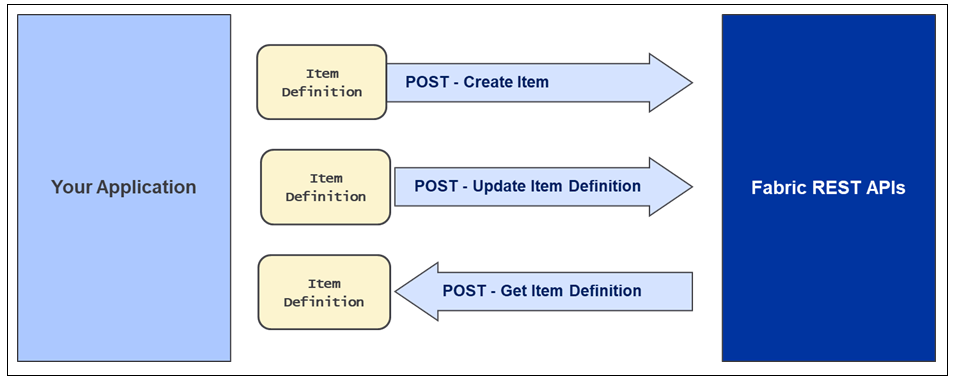 Your Application
Item
Definition
POST - Create Item
Item
Definition
POST - Update Item Definition
Item
Definition
POST - Get Item Definition
Fabric REST APIs